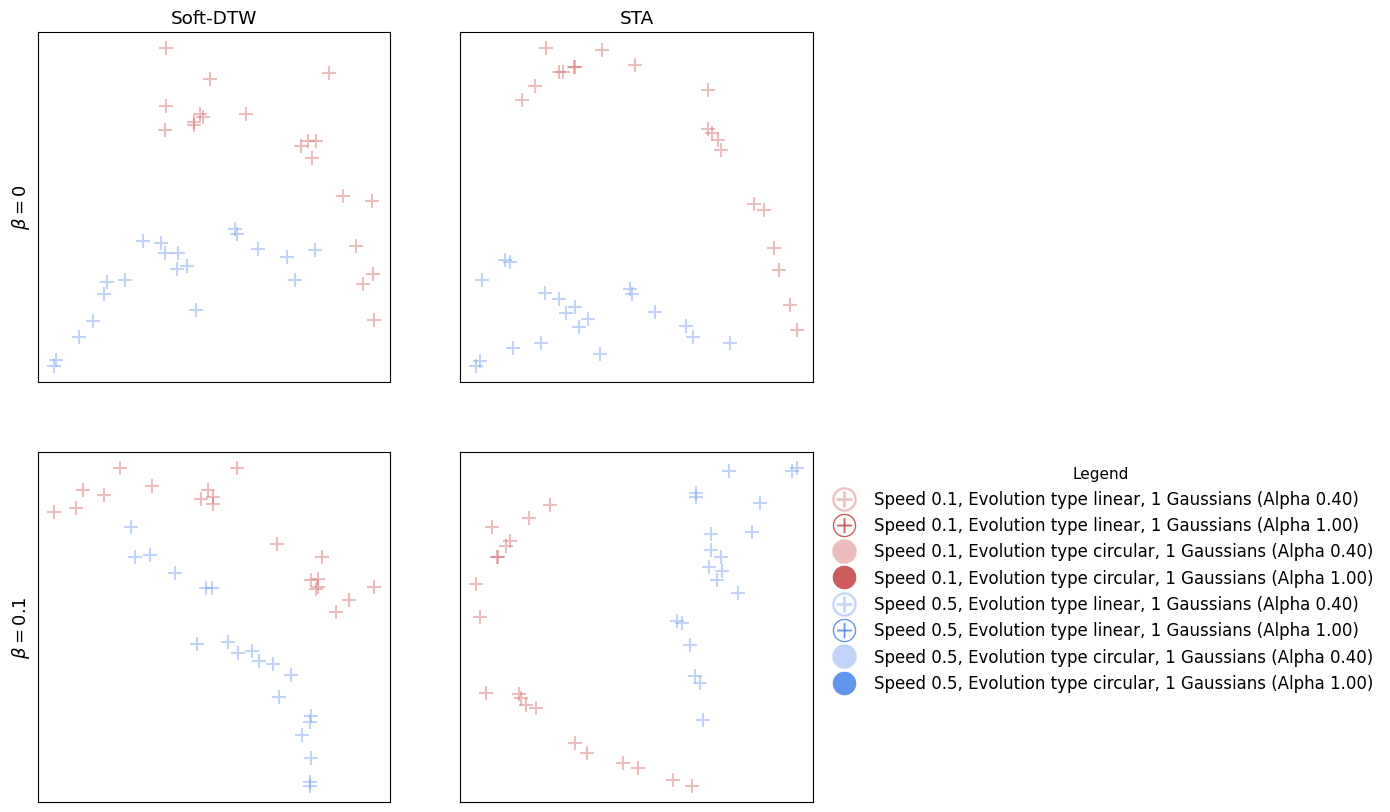 Soft-DTW
STA
β = 0
β = 0.1
Legend
Speed 0.1, Evolution type linear, 1 Gaussians (Alpha 0.40)
Speed 0.1, Evolution type linear, 1 Gaussians (Alpha 1.00)
Speed 0.1, Evolution type circular, 1 Gaussians (Alpha 0.40)
Speed 0.1, Evolution type circular, 1 Gaussians (Alpha 1.00)
Speed 0.5, Evolution type linear, 1 Gaussians (Alpha 0.40)
Speed 0.5, Evolution type linear, 1 Gaussians (Alpha 1.00)
Speed 0.5, Evolution type circular, 1 Gaussians (Alpha 0.40)
Speed 0.5, Evolution type circular, 1 Gaussians (Alpha 1.00)